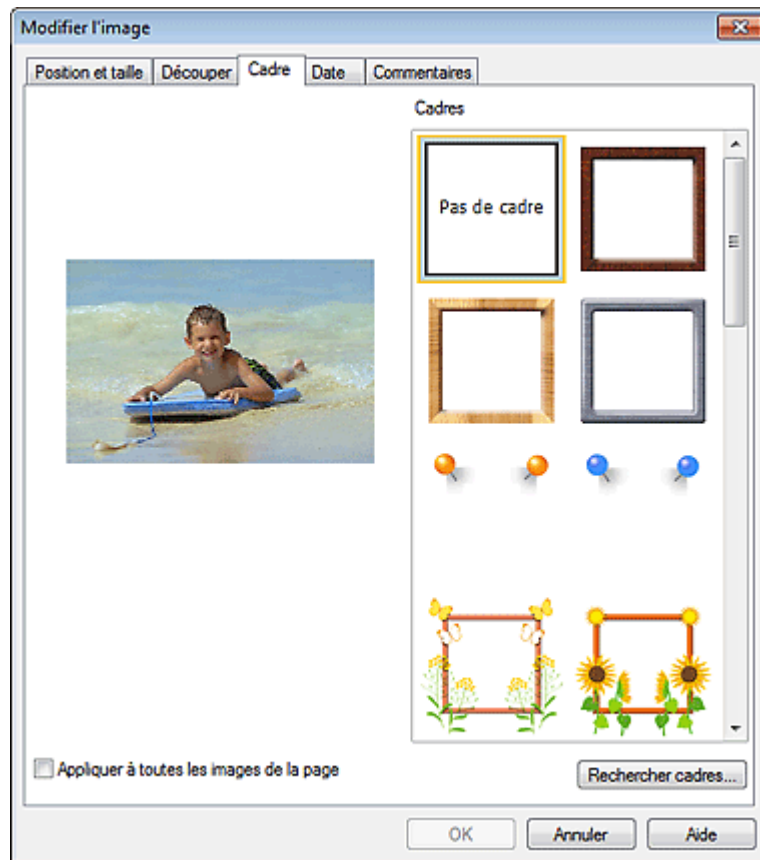 Modifier l'image
Position et taille Découper Cadre Date Commentaires
Cadres
Pas de cadre
Appliquer à toutes les images de la page
Rechercher cadres...
OK Annuler Aide